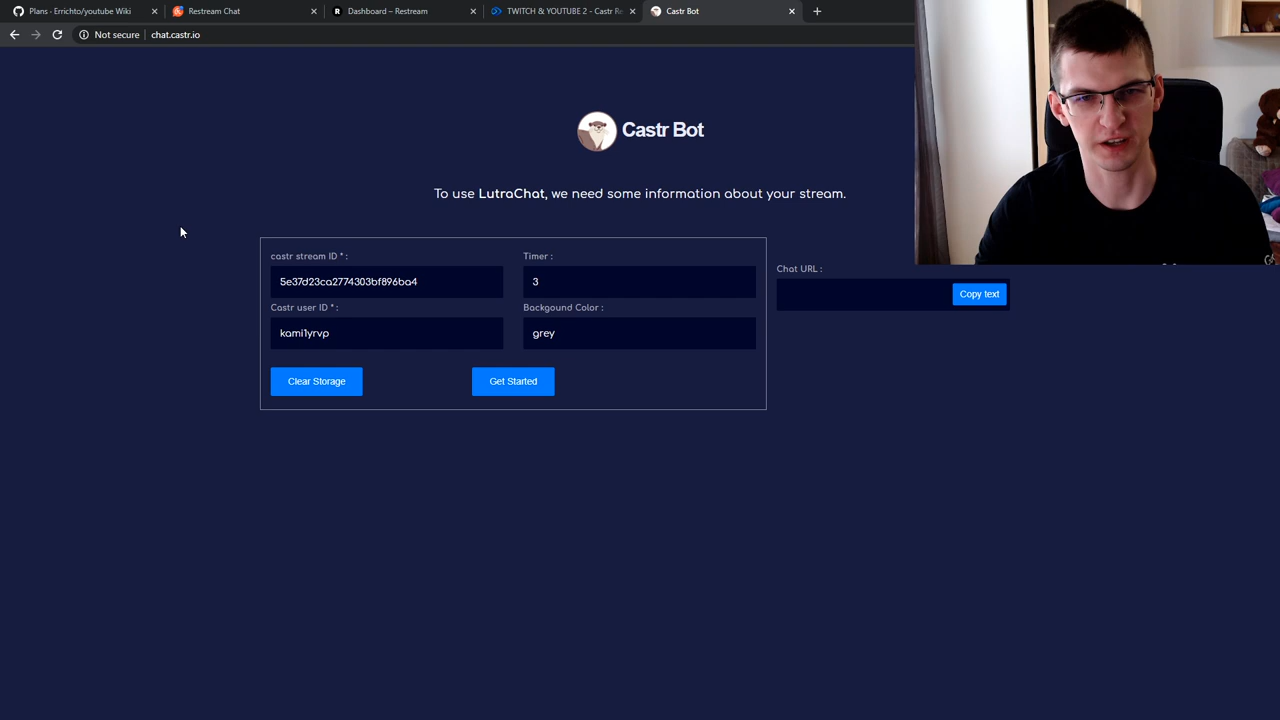 Plans · Errichto/youtube Wiki
Restream Chat
Dashboard – Restream
TWITCH & YOUTUBE 2 - Castr Re
Castr Bot
Not secure
chat.castr.io
Castr Bot
To use LutraChat, we need some information about your stream.
castr stream ID * :
Timer :
5e37d23ca2774303bf896ba4
3
Castr user ID * :
Backgound Color :
kami1yrvp
grey
Clear Storage
Get Started
Chat URL :
Copy text